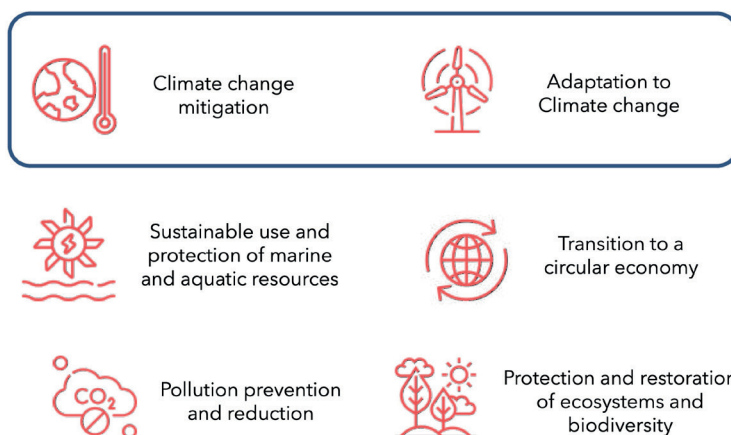 Climate change
mitigation
Adaptation to
Climate change
Sustainable use and
protection of marine
and aquatic resources
Transition to a
circular economy
CO2
Pollution prevention
and reduction
Protection and restoration
of ecosystems and
biodiversity